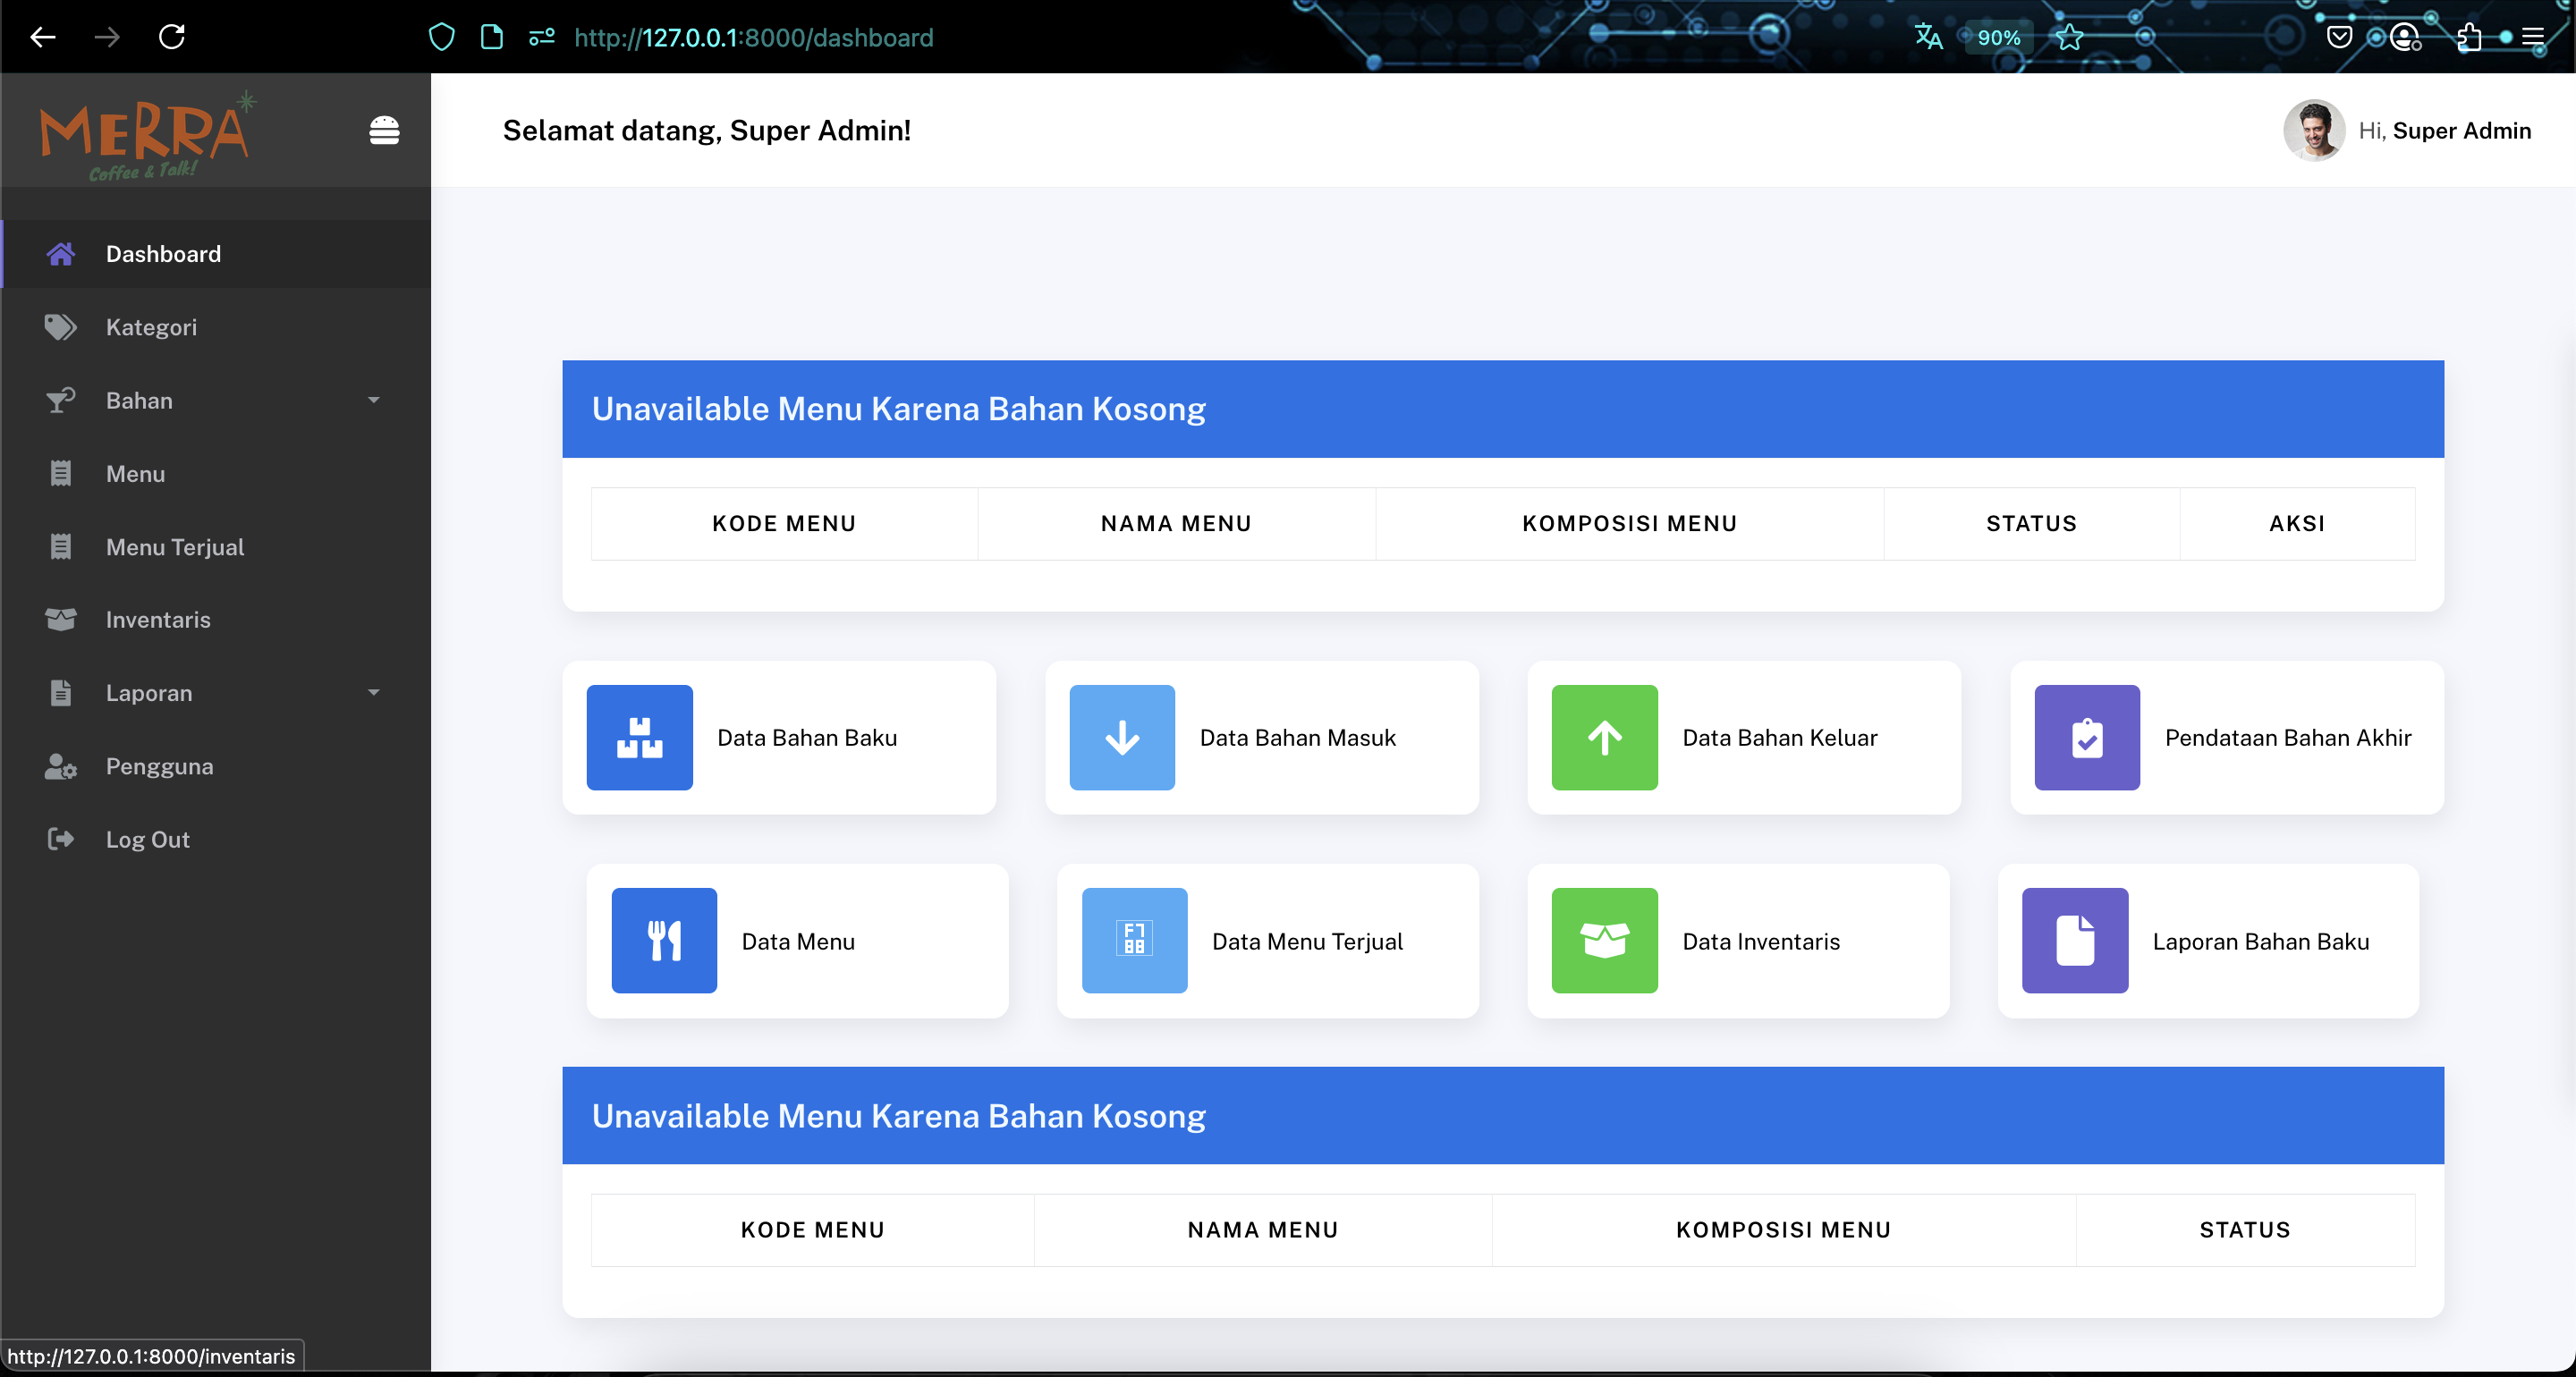 http://127.0.0.1:8000/dashboard
90%
MERRA
Coffee & Talk!
Selamat datang, Super Admin!
Hi, Super Admin
Dashboard
Kategori
Bahan
Menu
Menu Terjual
Inventaris
Laporan
Pengguna
Log Out
Unavailable Menu Karena Bahan Kosong
KODE MENU NAMA MENU KOMPOSISI MENU STATUS AKSI
Data Bahan Baku
Data Bahan Masuk
Data Bahan Keluar
Pendataan Bahan Akhir
Data Menu
F7
88
Data Menu Terjual
Data Inventaris
Laporan Bahan Baku
Unavailable Menu Karena Bahan Kosong
KODE MENU NAMA MENU KOMPOSISI MENU STATUS
http://127.0.0.1:8000/inventaris